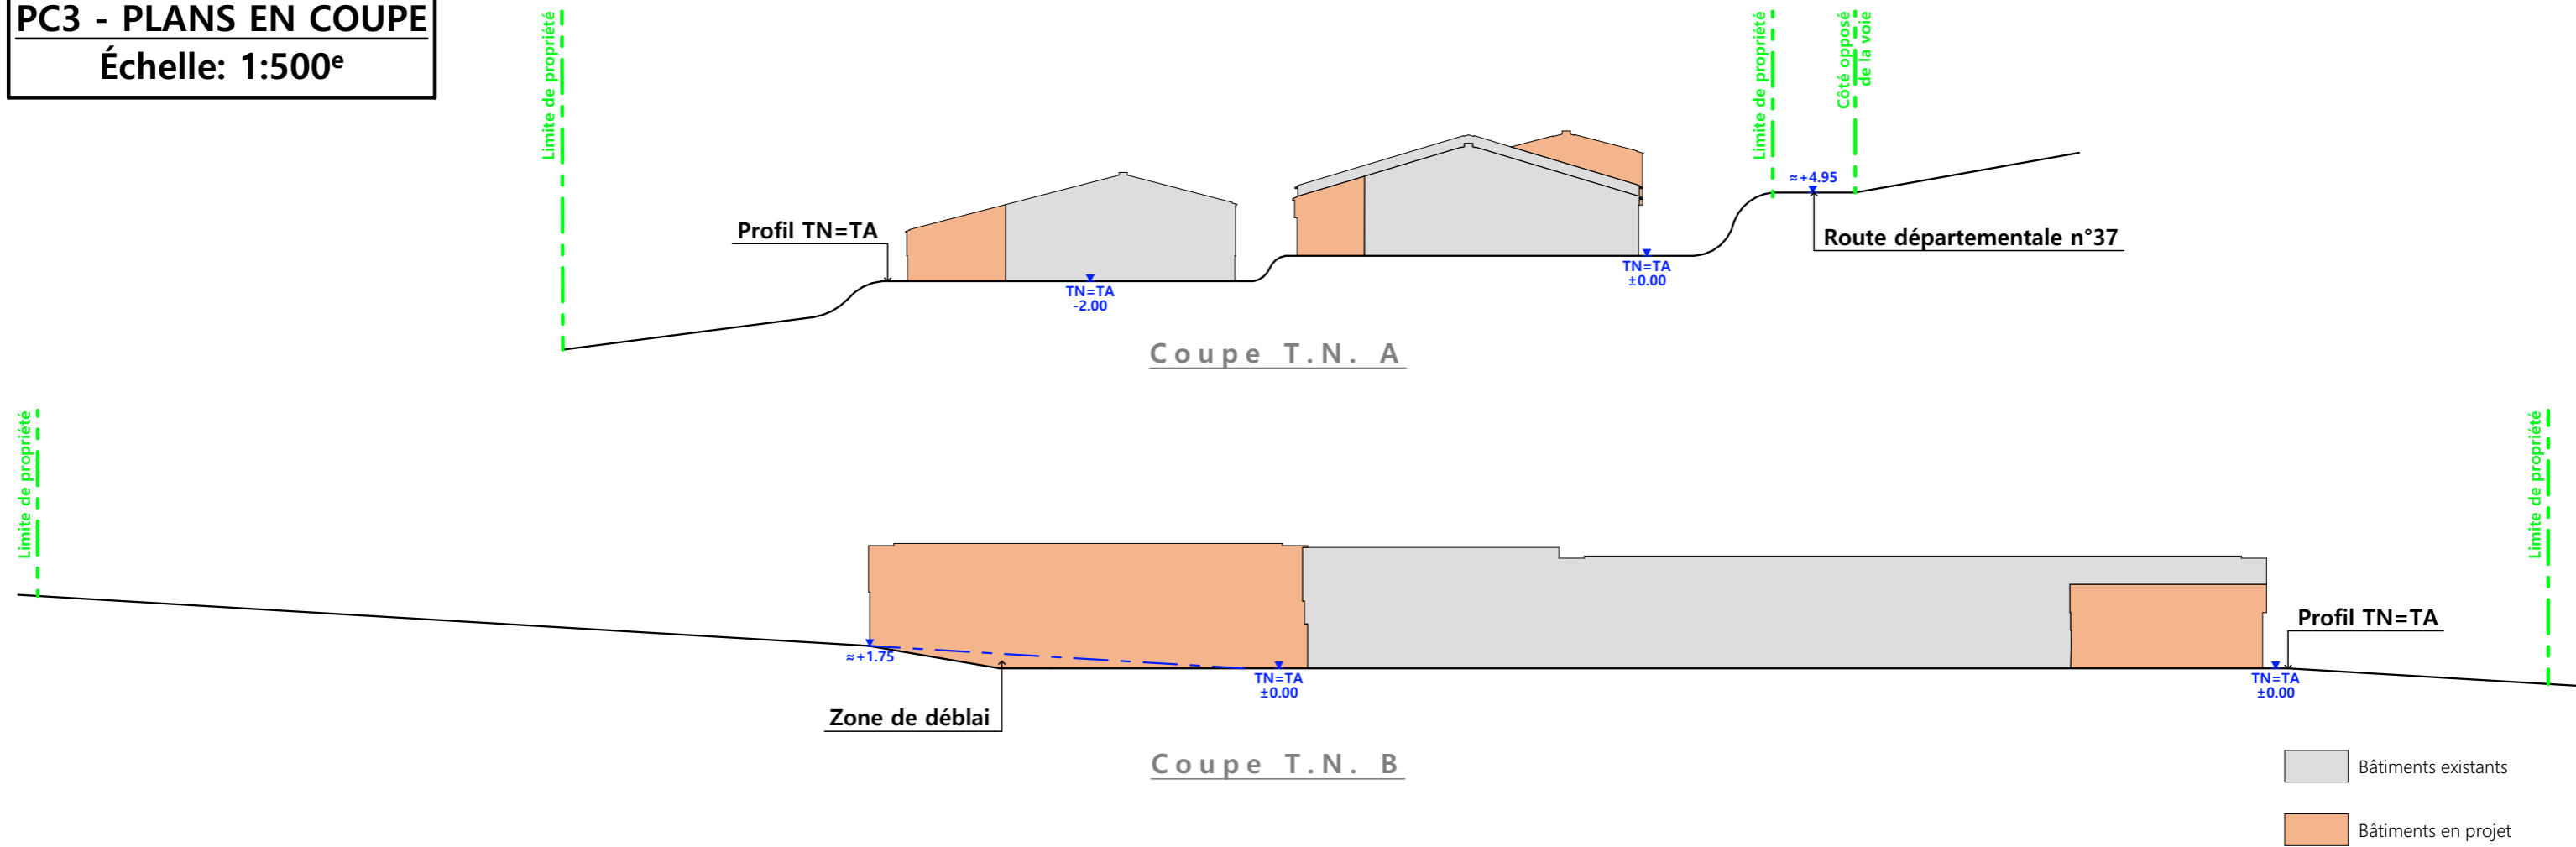 PC3 - PLANS EN COUPE
Échelle: 1:500ᵉ
Limite de propriété
Limite de propriété
Côté opposé
de la voie
≈+4.95
Profil TN=TA
Route départementale n°37
TN=TA
±0.00
TN=TA
-2.00
Coupe T.N. A
Limite de propriété
Limite de propriété
Profil TN=TA
≈+1.75
TN=TA
±0.00
TN=TA
±0.00
Zone de déblai
Coupe T.N. B
Bâtiments existants
Bâtiments en projet